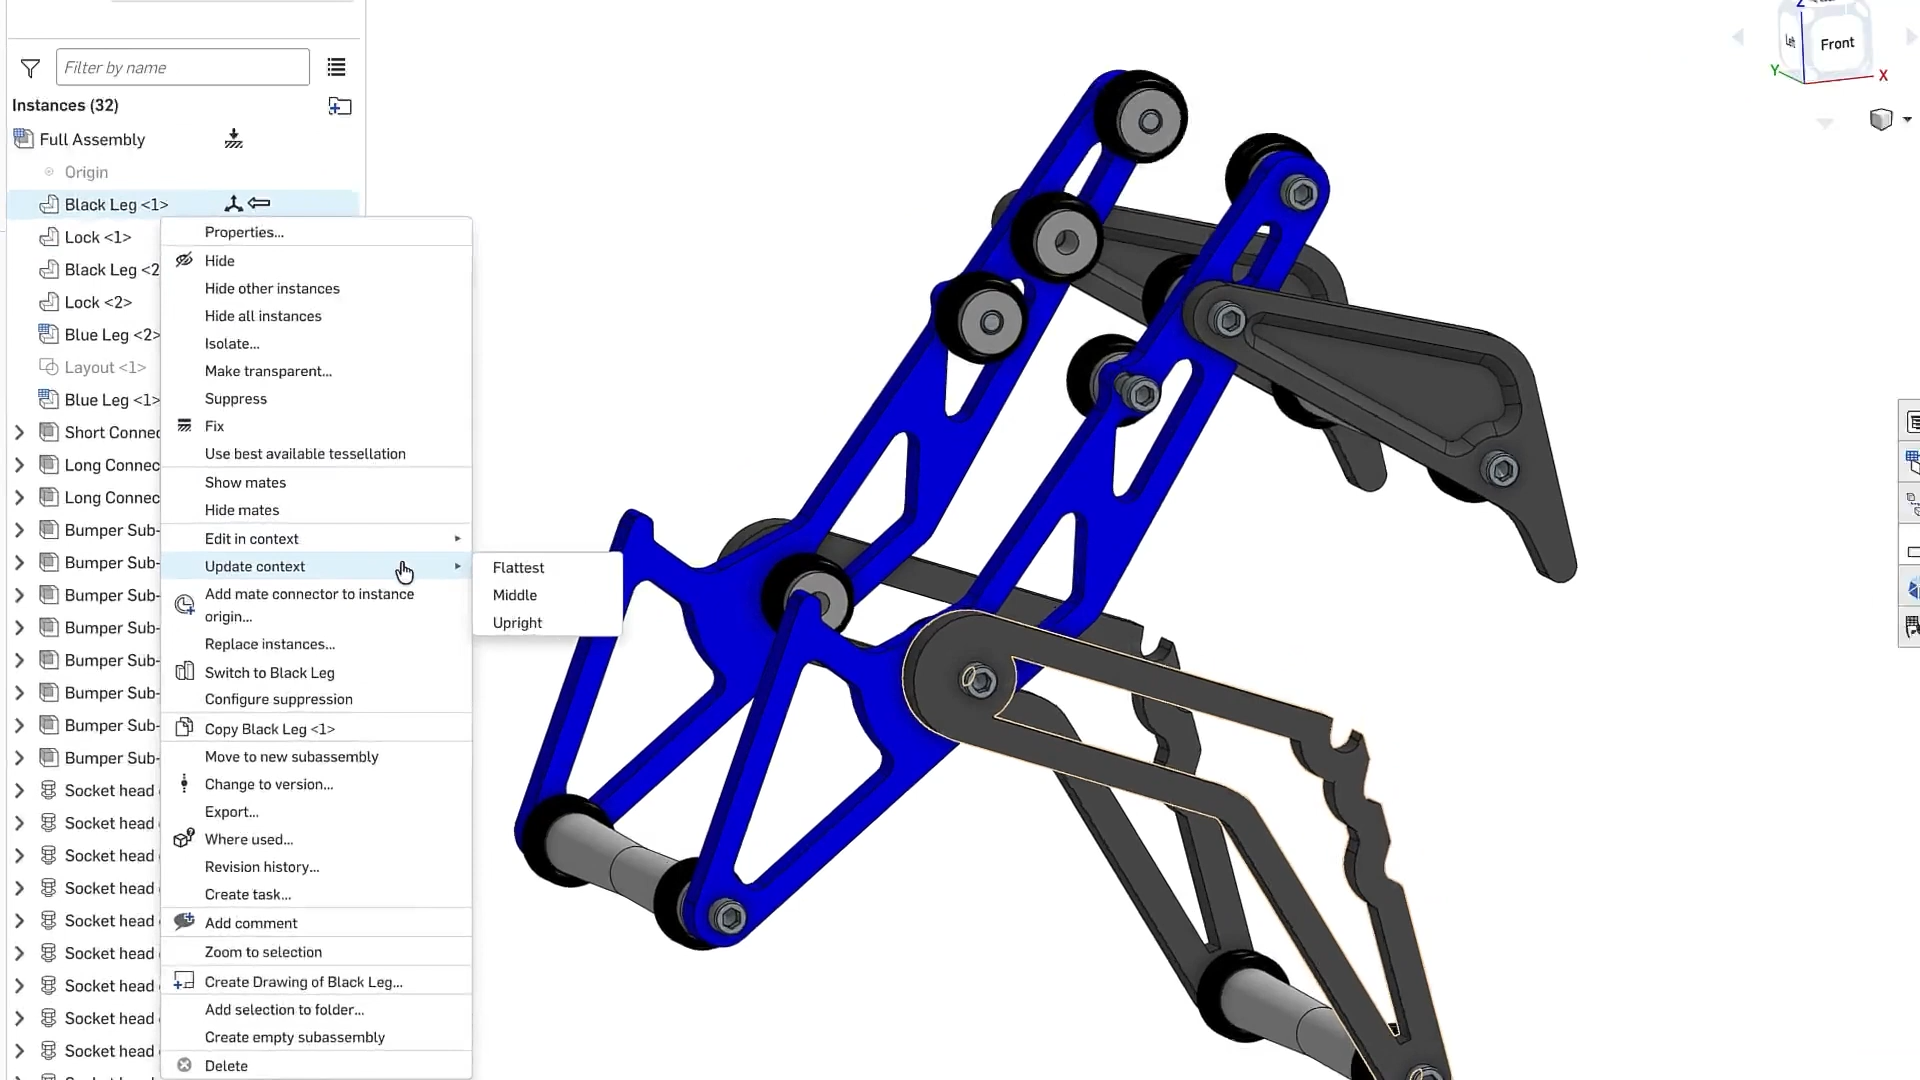 Filter by name
Instances (32)
Full Assembly
Origin
Black Leg <1>
Lock <1>
Black Leg <2
Lock <2>
Blue Leg <2>
Layout <1>
Blue Leg <1>
Short Connec
Long Connec
Long Connec
Bumper Sub-
Bumper Sub-
Bumper Sub-
Bumper Sub-
Bumper Sub-
Bumper Sub-
Bumper Sub-
Bumper Sub-
Socket head
Socket head
Socket head
Socket head
Socket head
Socket head
Socket head
Socket head
Socket head
Properties...
Hide
Hide other instances
Hide all instances
Isolate...
Make transparent...
Suppress
Fix
Use best available tessellation
Show mates
Hide mates
Edit in context
Update context
Add mate connector to instance
origin...
Replace instances...
Switch to Black Leg
Configure suppression
Copy Black Leg <1>
Move to new subassembly
Change to version...
Export...
Where used...
Revision history...
Create task...
Add comment
Zoom to selection
Create Drawing of Black Leg...
Add selection to folder...
Create empty subassembly
Delete
Flattest
Middle
Upright
Z
Left
Front
Y
X